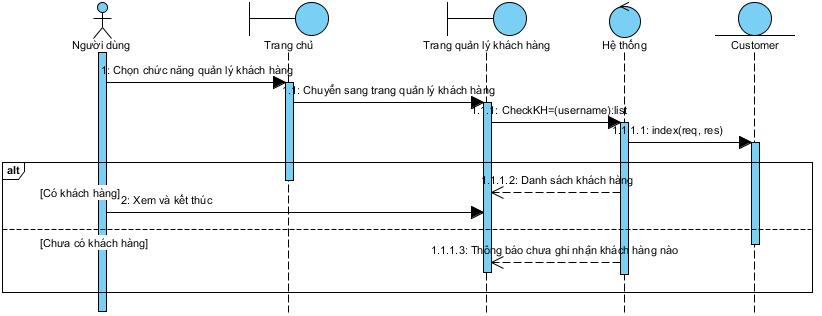 Người dùng
Trang chủ
Trang quản lý khách hàng
Hệ thống
Customer
1: Chọn chức năng quản lý khách hàng
1.1: Chuyển sang trang quản lý khách hàng
1.1.1: CheckKH=(username):list
1.1.1.1: index(req, res)
alt
1.1.1.2: Danh sách khách hàng
[Có khách hàng]
2: Xem và kết thúc
[Chưa có khách hàng]
1.1.1.3: Thông báo chưa ghi nhận khách hàng nào